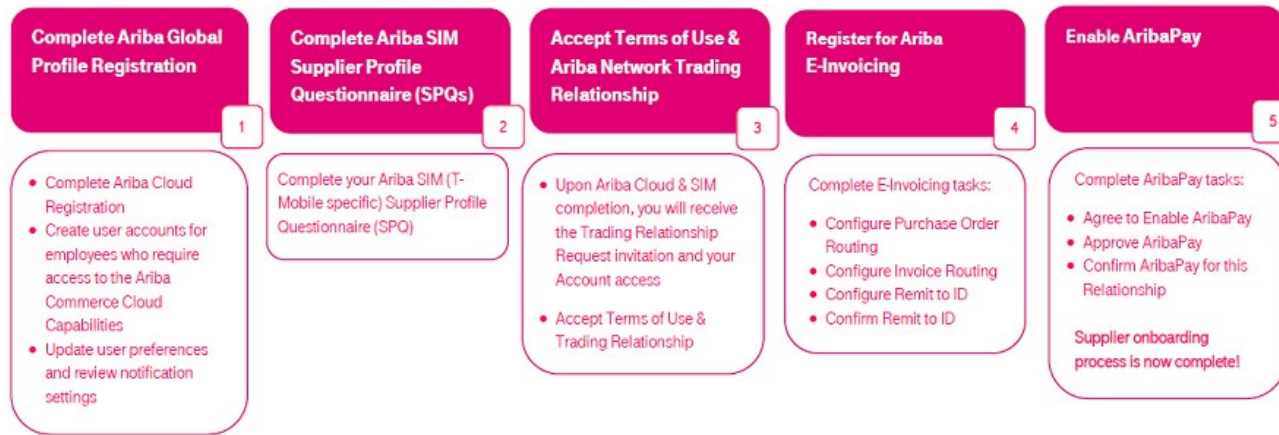 Complete Ariba Global
Profile Registration
1
• Complete Ariba Cloud
Registration
• Create user accounts for
employees who require
access to the Ariba
Commerce Cloud
Capabilities
• Update user preferences
and review notification
settings
Complete Ariba SIM
Supplier Profile
Questionnaire (SPQs)
2
Complete your Ariba SIM (T-
Mobile specific) Supplier Profile
Questionnaire (SPQ)
Accept Terms of Use &
Ariba Network Trading
Relationship
3
• Upon Ariba Cloud & SIM
completion, you will receive
the Trading Relationship
Request invitation and your
Account access
• Accept Terms of Use &
Trading Relationship
Register for Ariba
E-Invoicing
4
Complete E-Invoicing tasks:
• Configure Purchase Order
Routing
• Configure Invoice Routing
• Configure Remit to ID
• Confirm Remit to ID
Enable AribaPay
5
Complete AribaPay tasks:
• Agree to Enable AribaPay
• Approve AribaPay
• Confirm AribaPay for this
Relationship
Supplier onboarding
process is now complete!